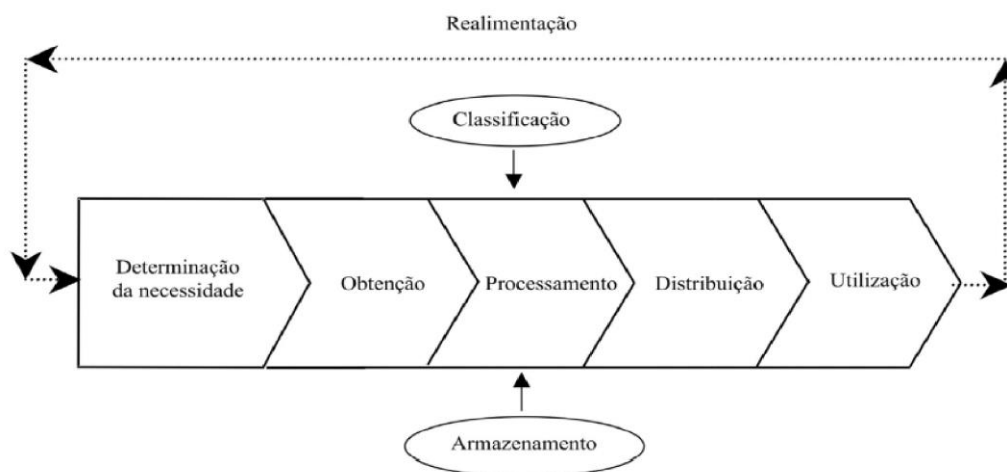 Realimentação
Classificação
Determinação
da necessidade
Obtenção
Processamento
Distribuição
Utilização
Armazenamento